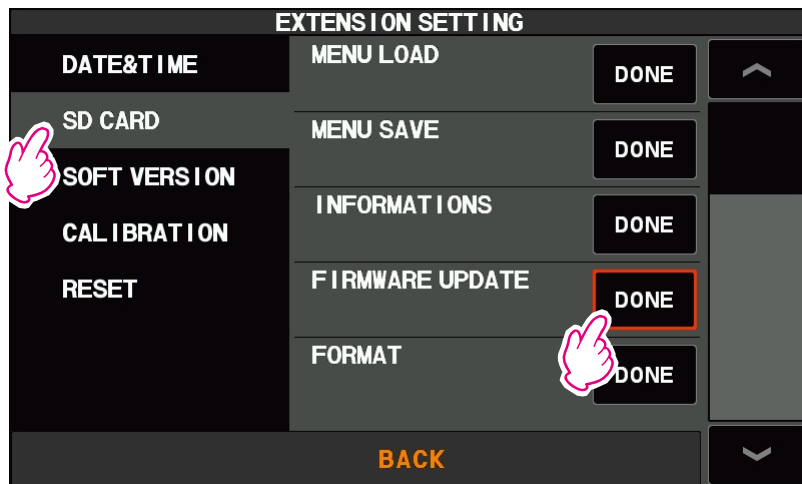 EXTENSION SETTING
DATE&TIME
SD CARD
SOFT VERSION
CALIBRATION
RESET
MENU LOAD DONE
MENU SAVE DONE
INFORMATIONS DONE
FIRMWARE UPDATE DONE
FORMAT DONE
BACK